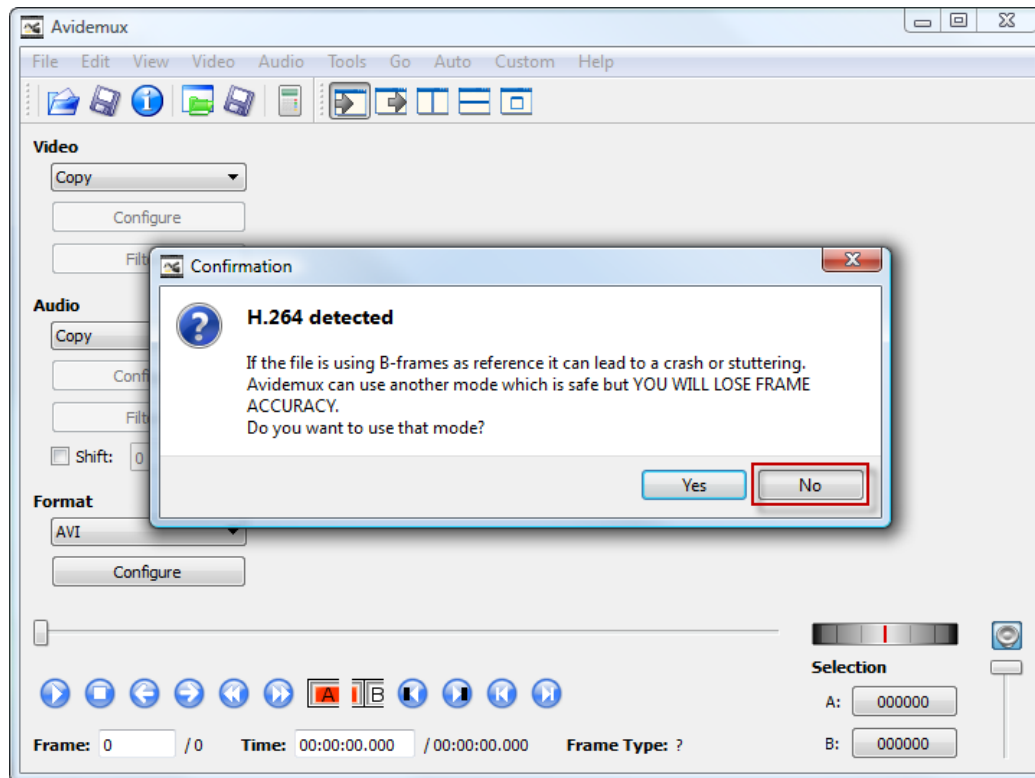 Avidemux
File Edit View Video Audio Tools Go Auto Custom Help
Video
Copy
Configure
Confirmation
H.264 detected
If the file is using B-frames as reference it can lead to a crash or stuttering.
Avidemux can use another mode which is safe but YOU WILL LOSE FRAME
ACCURACY.
Do you want to use that mode?
Yes No
Audio
Copy
Shift: 0
Format
AVI
Configure
A B
Selection
A: 000000
Frame: 0 / 0 Time: 00:00:00.000 / 00:00:00.000 Frame Type: ? B: 000000